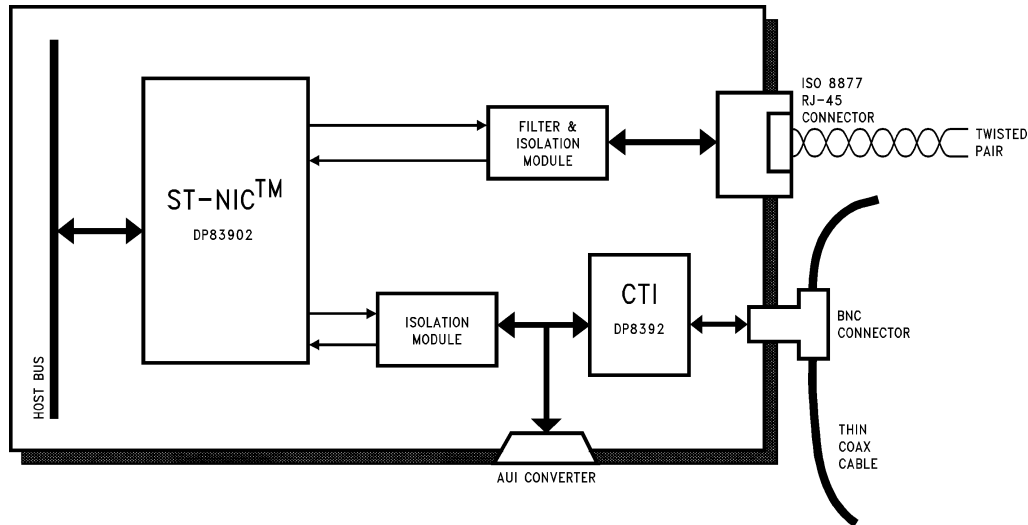 ISO 8877
RJ-45
CONNECTOR
TWISTED
PAIR
FILTER &
ISOLATION
MODULE
ST-NIC™
DP83902
CTI
DP8392
ISOLATION
MODULE
BNC
CONNECTOR
HOST BUS
THIN
COAX
CABLE
AUI CONVERTER